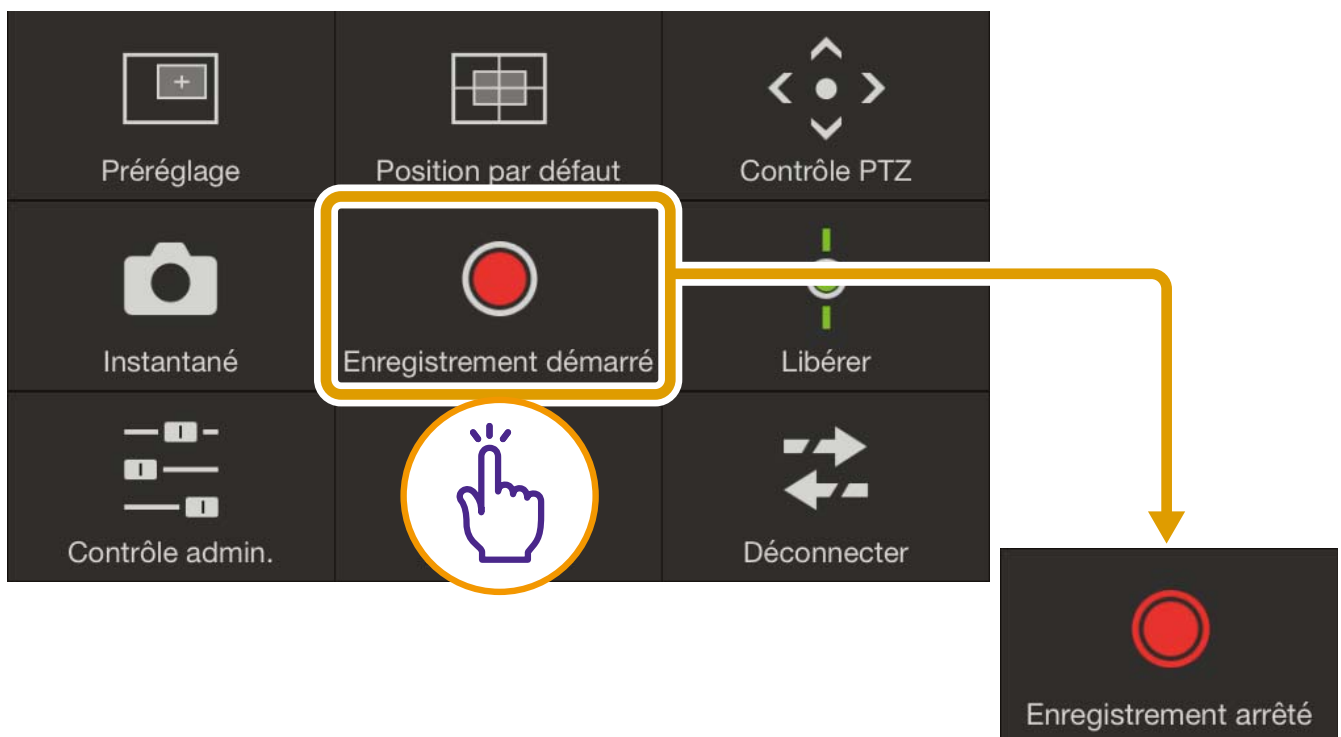 Préréglage
Position par défaut
Contrôle PTZ
Instantané
Enregistrement démarré
Libérer
Contrôle admin.
Déconnecter
Enregistrement arrêté